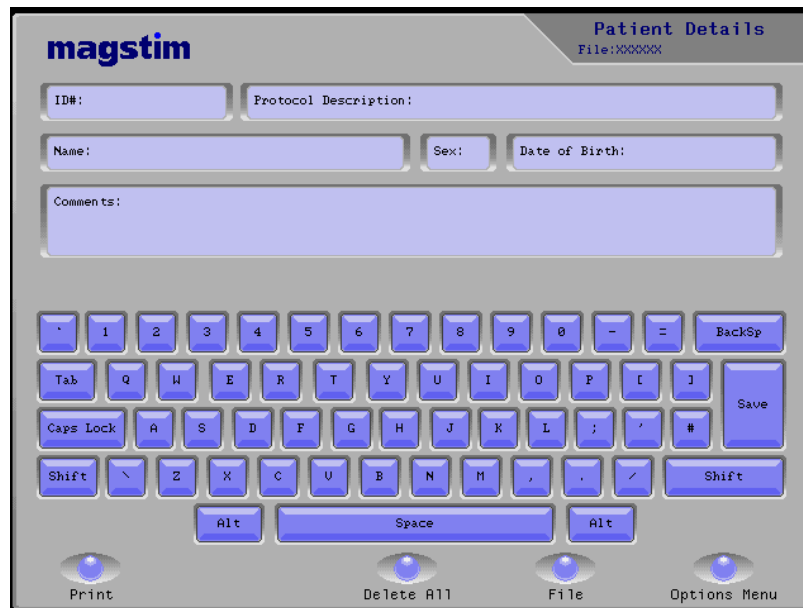 magstim
Patient Details
File:XXXXXX
ID#:
Protocol Description:
Name:
Sex:
Date of Birth:
Comments:
` 1 2 3 4 5 6 7 8 9 0 - = BackSp
Tab Q W E R T Y U I O P [ ] Save
Caps Lock A S D F G H J K L ; ' #
Shift \ Z X C V B N M , . / Shift
Alt Space Alt
Print Delete All File Options Menu